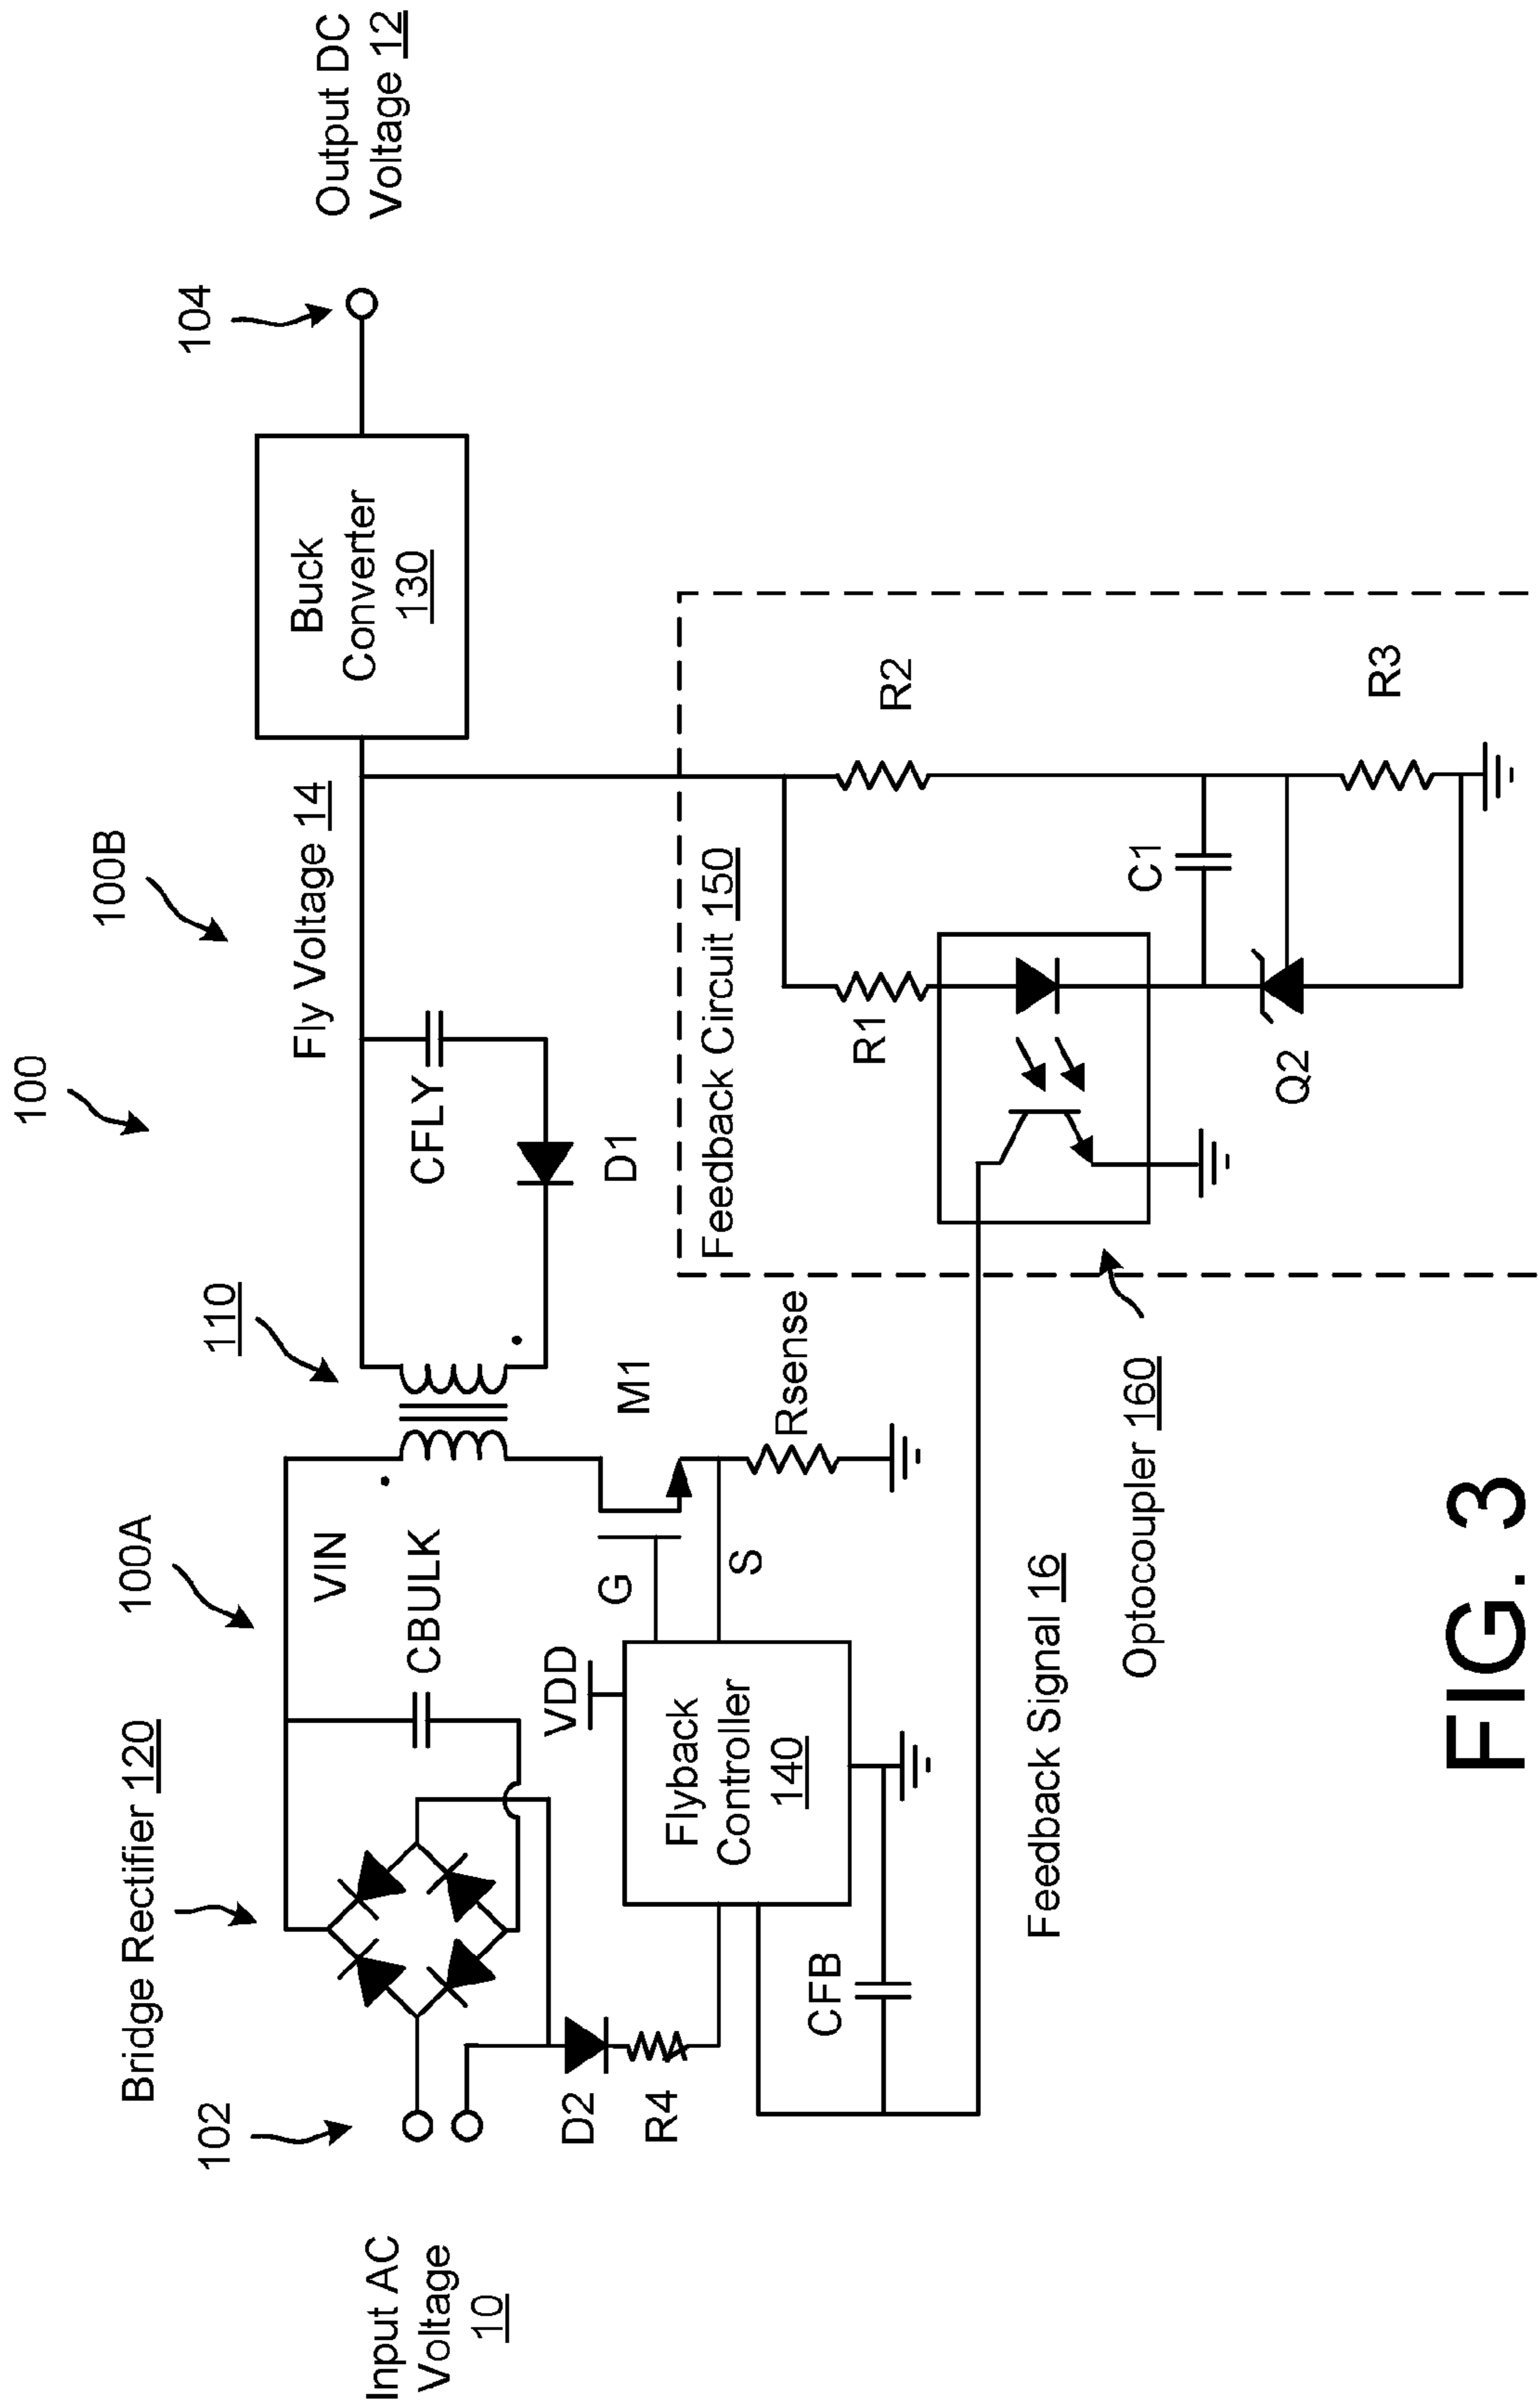 100
100A
100B
Bridge Rectifier 120
110
102
104
Input AC
Voltage
10
VIN
CBULK
Fly Voltage 14
CFLY
D1
Buck
Converter
130
Output DC
Voltage 12
VDD
G
M1
S
D2
R4
Flyback
Controller
140
Rsense
CFB
Feedback Signal 16
Feedback Circuit 150
R1
R2
C1
Q2
R3
Optocoupler 160
FIG. 3